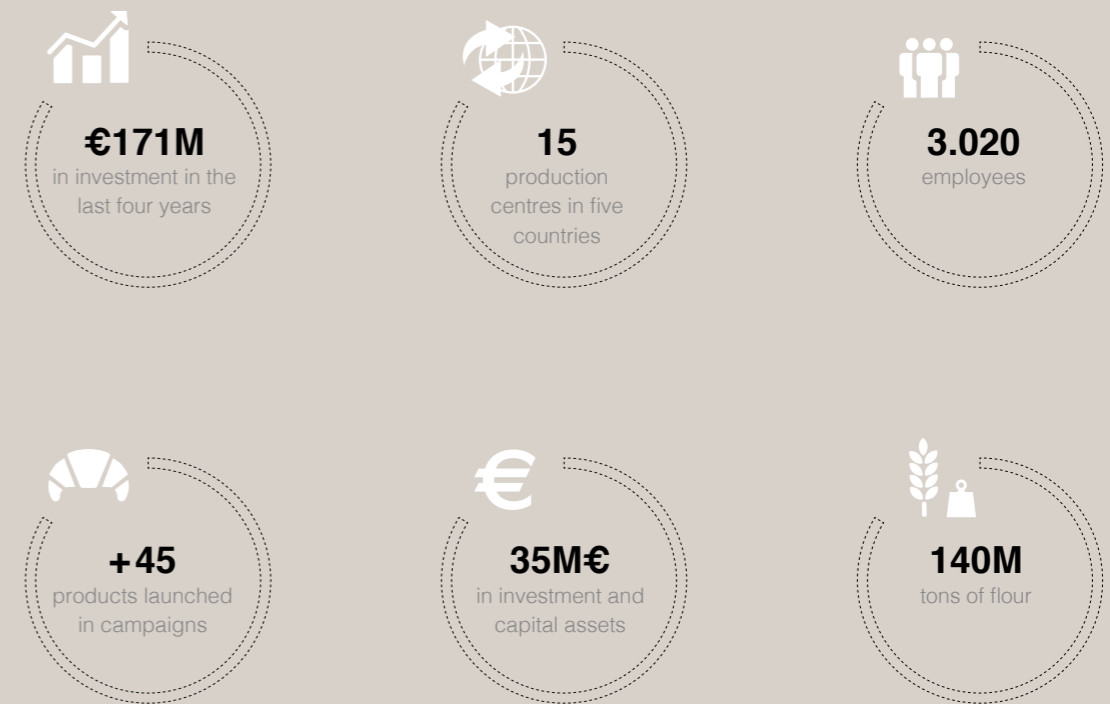 €171M
in investment in the
last four years
15
production
centres in five
countries
3.020
employees
+45
products launched
in campaigns
35M€
in investment and
capital assets
140M
tons of flour